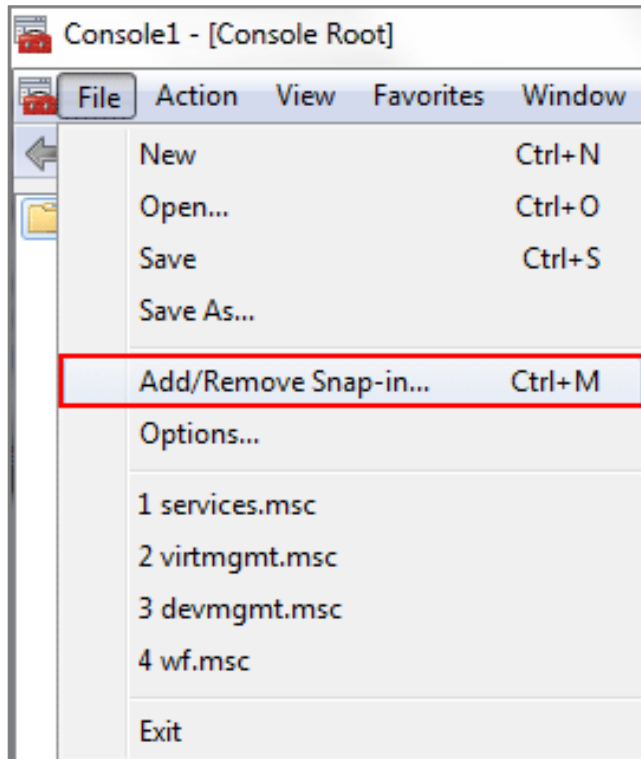 Console1 - [Console Root]
File Action View Favorites Window
New Ctrl+N
Open... Ctrl+O
Save Ctrl+S
Save As...
Add/Remove Snap-in... Ctrl+M
Options...
1 services.msc
2 virtmgmt.msc
3 devmgmt.msc
4 wf.msc
Exit